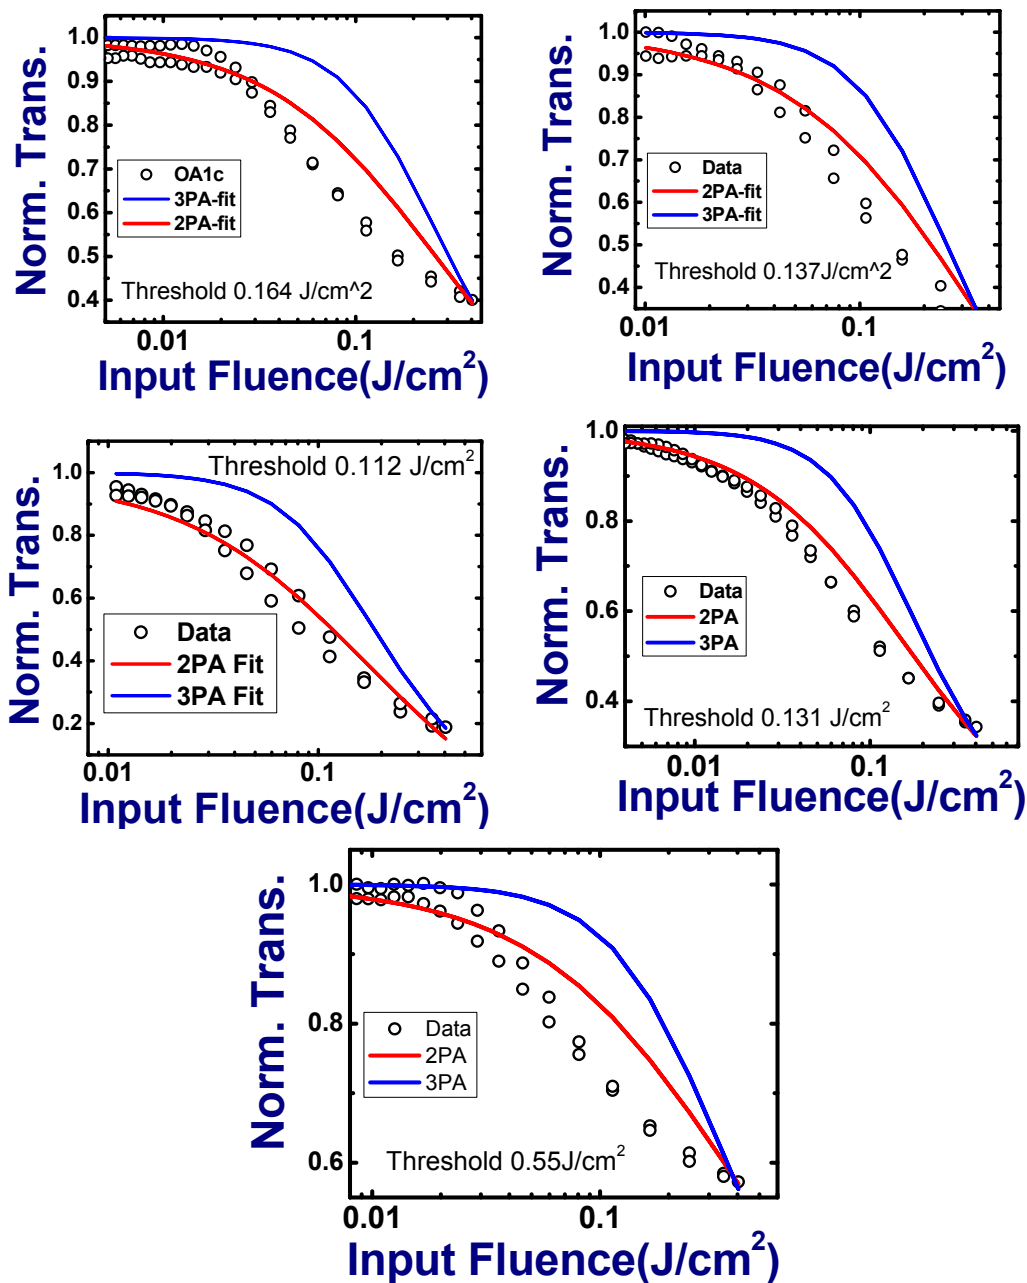 Norm. Trans.
1.0
0.9
0.8
0.7
0.6
0.5
0.4
OA1c
3PA-fit
2PA-fit
Threshold 0.164 J/cm^2
0.01
0.1
Input Fluence(J/cm²)
Norm. Trans.
1.0
0.9
0.8
0.7
0.6
0.5
0.4
Data
2PA-fit
3PA-fit
Threshold 0.137J/cm^2
0.01
0.1
Input Fluence(J/cm²)
Norm. Trans.
1.0
0.8
0.6
0.4
0.2
Threshold 0.112 J/cm²
Data
2PA Fit
3PA Fit
0.01
0.1
Input Fluence(J/cm²)
Norm. Trans.
1.0
0.8
0.6
0.4
Data
2PA
3PA
Threshold 0.131 J/cm²
0.01
0.1
Input Fluence(J/cm²)
Norm. Trans.
1.0
0.8
0.6
Data
2PA
3PA
Threshold 0.55J/cm²
0.01
0.1
Input Fluence(J/cm²)